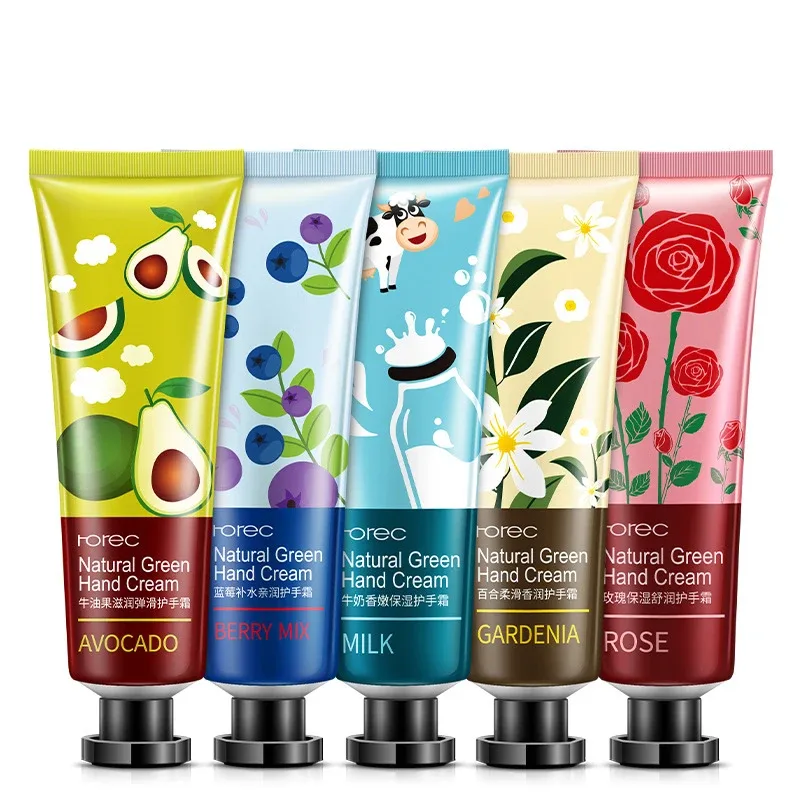 rorec
Natural Green
Hand Cream
牛油果滋润弹滑护手霜
AVOCADO
rorec
Natural Green
Hand Cream
蓝莓补水亲润护手霜
BERRY MIX
rorec
Natural Green
Hand Cream
牛奶香嫩保湿护手霜
MILK
rorec
Natural Green
Hand Cream
百合柔滑香润护手霜
GARDENIA
rorec
Natural Green
Hand Cream
玫瑰保湿舒润护手霜
ROSE